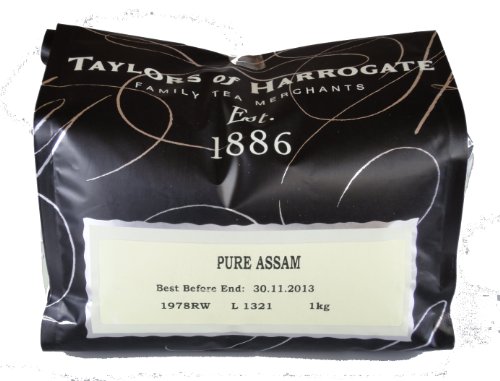 TAYLORS OF HARROGATE
FAMILY TEA MERCHANTS
Est.
1886
PURE ASSAM
Best Before End: 30.11.2013
1978RW L 1321 1kg